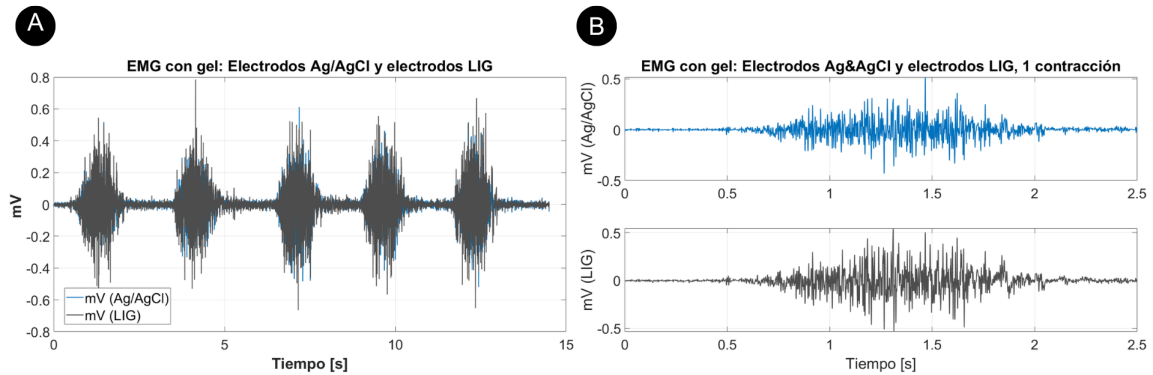 A
EMG con gel: Electrodos Ag/AgCl y electrodos LIG
0.8
0.6
0.4
0.2
0
-0.2
-0.4
-0.6
-0.8
mV
mV (Ag/AgCl)
mV (LIG)
0
5
10
15
Tiempo [s]
B
EMG con gel: Electrodos Ag&AgCl y electrodos LIG, 1 contracción
mV (Ag/AgCl)
0.5
0
-0.5
0
0.5
1
1.5
2
2.5
mV (LIG)
0.5
0
-0.5
0
0.5
1
1.5
2
2.5
Tiempo [s]